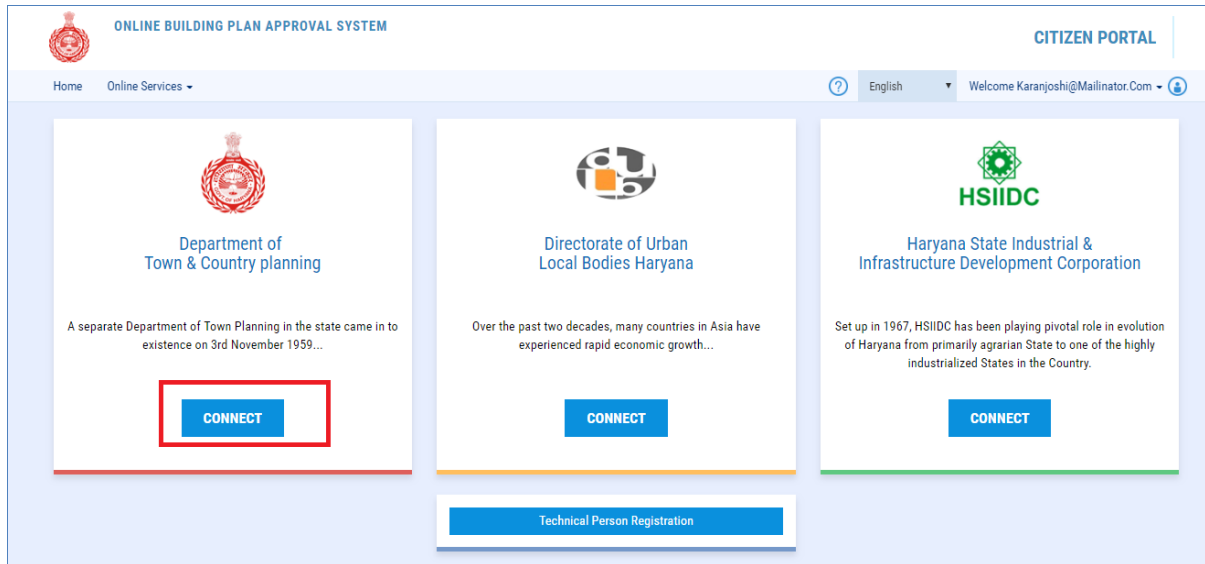 ONLINE BUILDING PLAN APPROVAL SYSTEM
CITIZEN PORTAL
Home
Online Services
?
English
Welcome Karanjoshi@Mailinator.Com
Department of
Town & Country planning
A separate Department of Town Planning in the state came in to
existence on 3rd November 1959...
CONNECT
dulb
Directorate of Urban
Local Bodies Haryana
Over the past two decades, many countries in Asia have
experienced rapid economic growth...
CONNECT
HSIIDC
Haryana State Industrial &
Infrastructure Development Corporation
Set up in 1967, HSIIDC has been playing pivotal role in evolution
of Haryana from primarily agrarian State to one of the highly
industrialized States in the Country.
CONNECT
Technical Person Registration